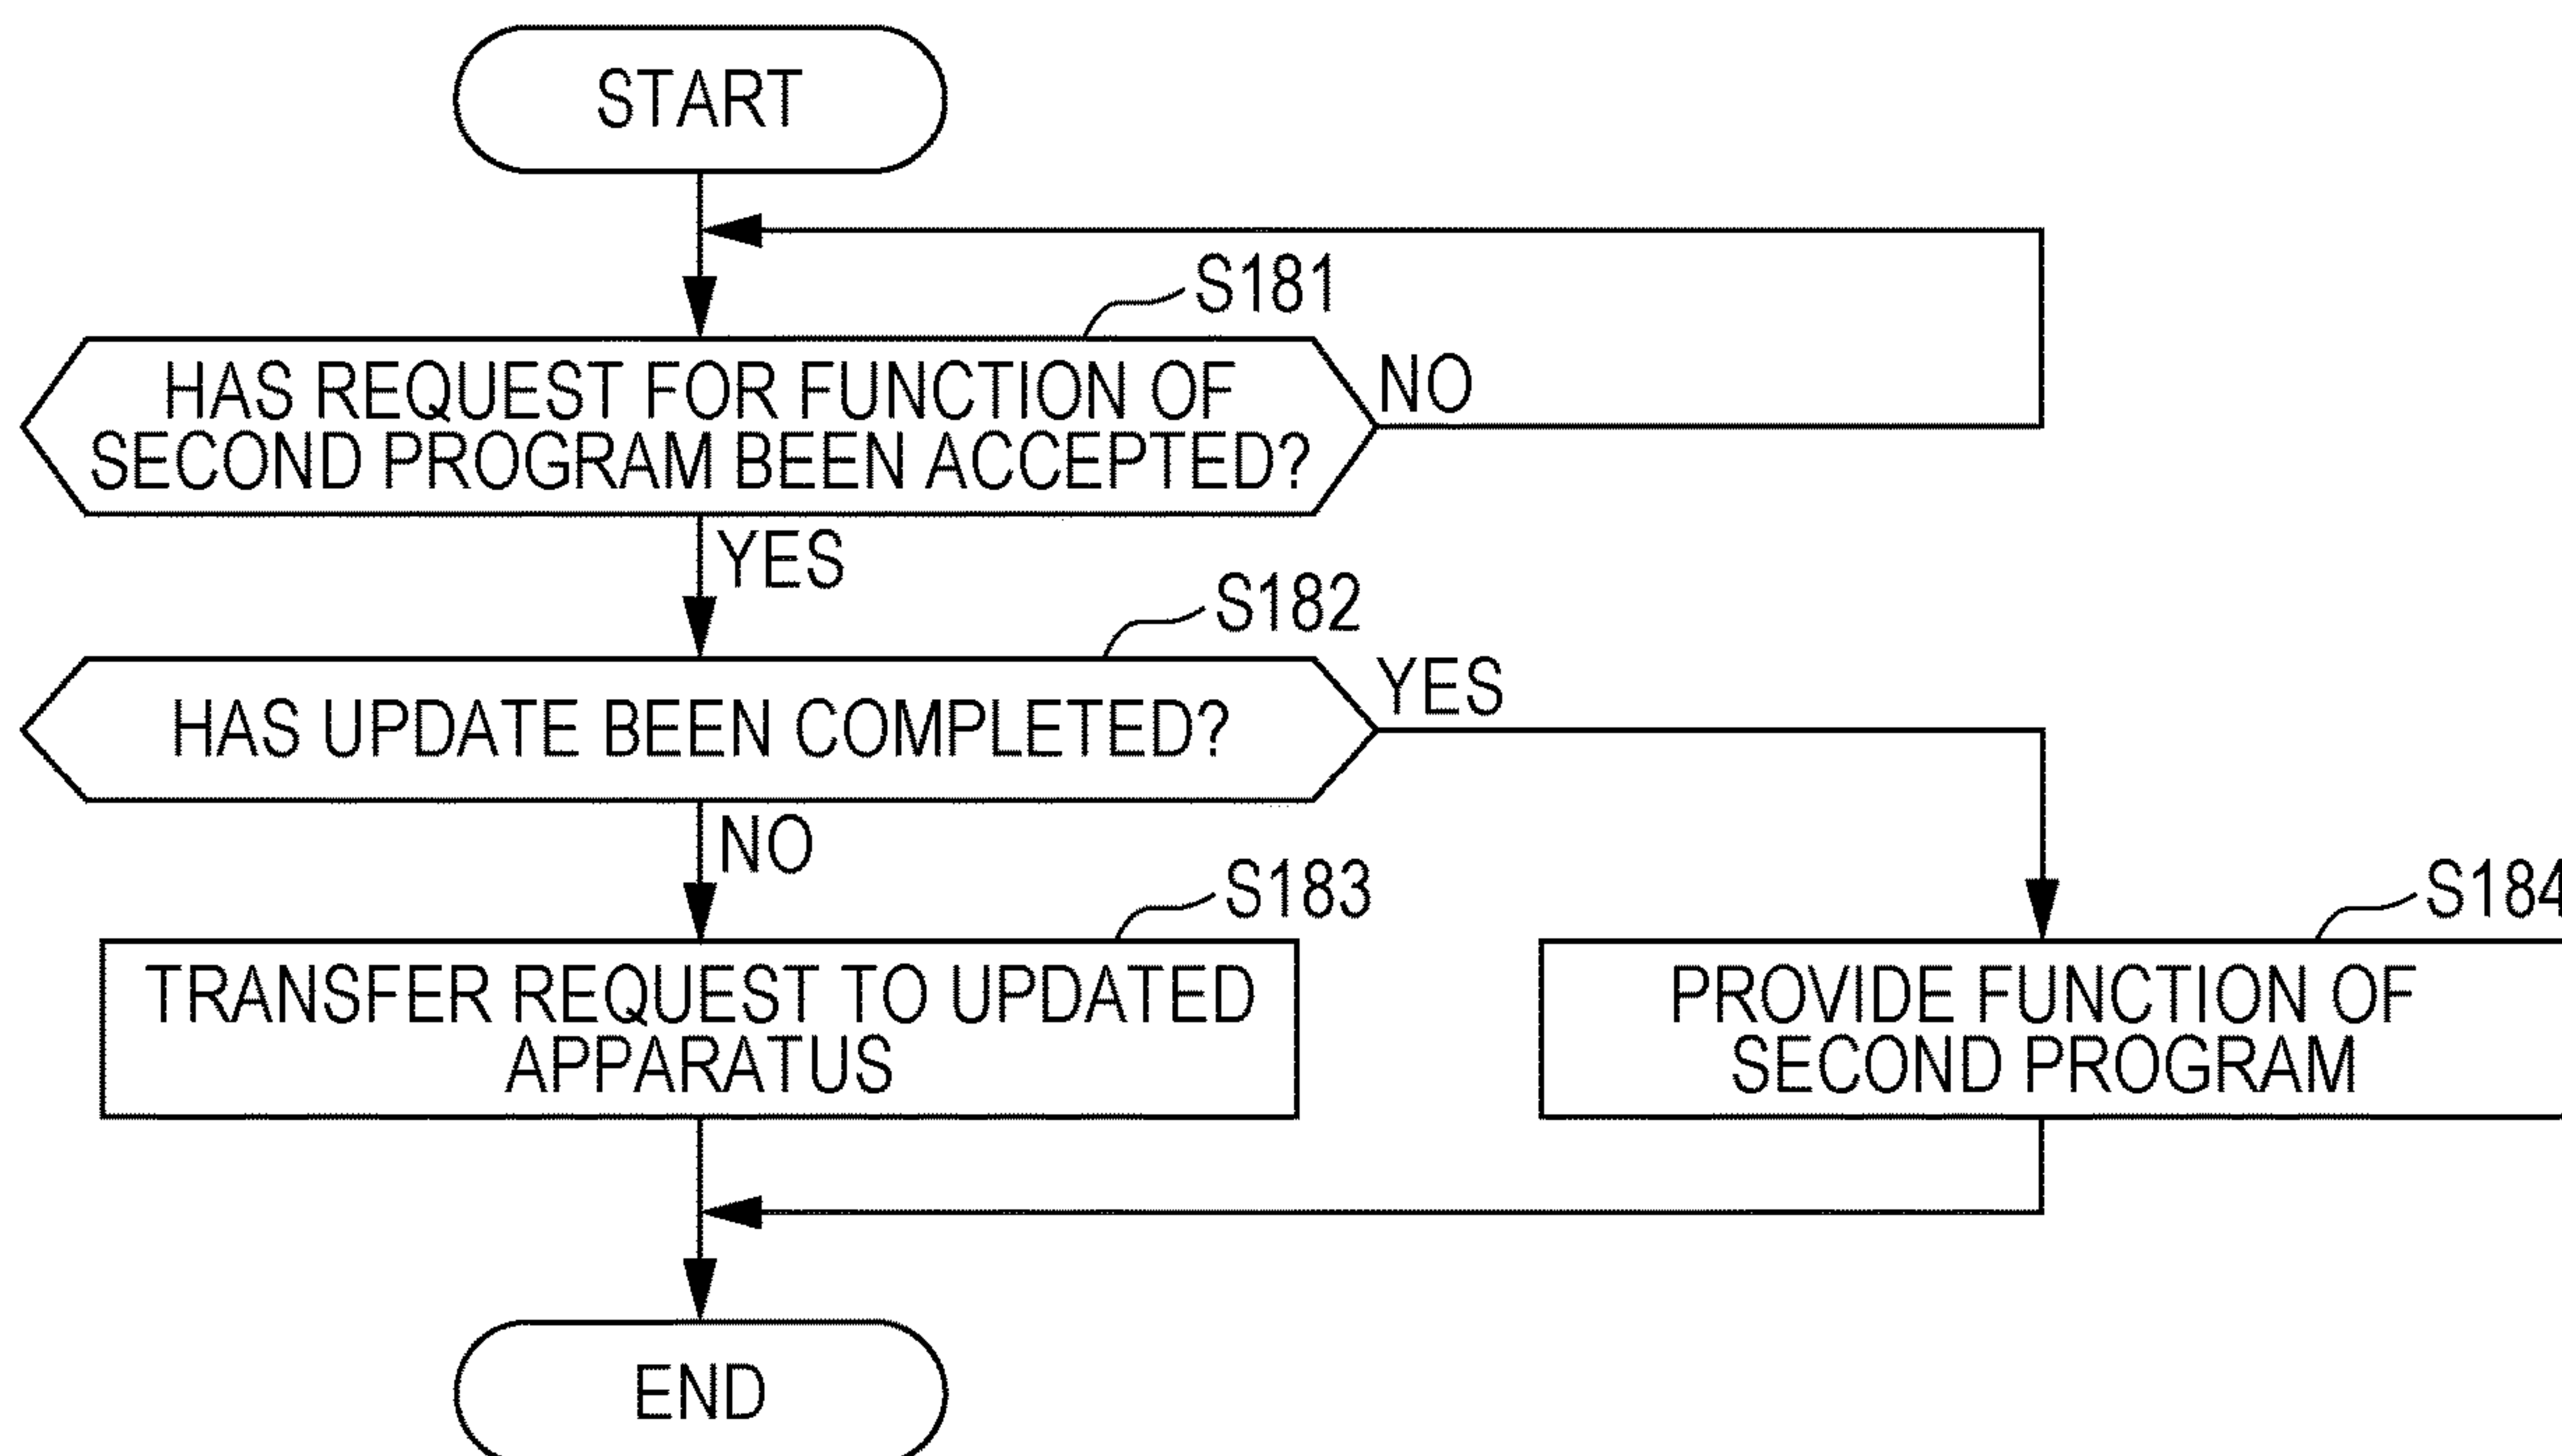 START
S181
HAS REQUEST FOR FUNCTION OF
SECOND PROGRAM BEEN ACCEPTED?
NO
YES
S182
HAS UPDATE BEEN COMPLETED?
YES
NO
S183
TRANSFER REQUEST TO UPDATED
APPARATUS
S184
PROVIDE FUNCTION OF
SECOND PROGRAM
END